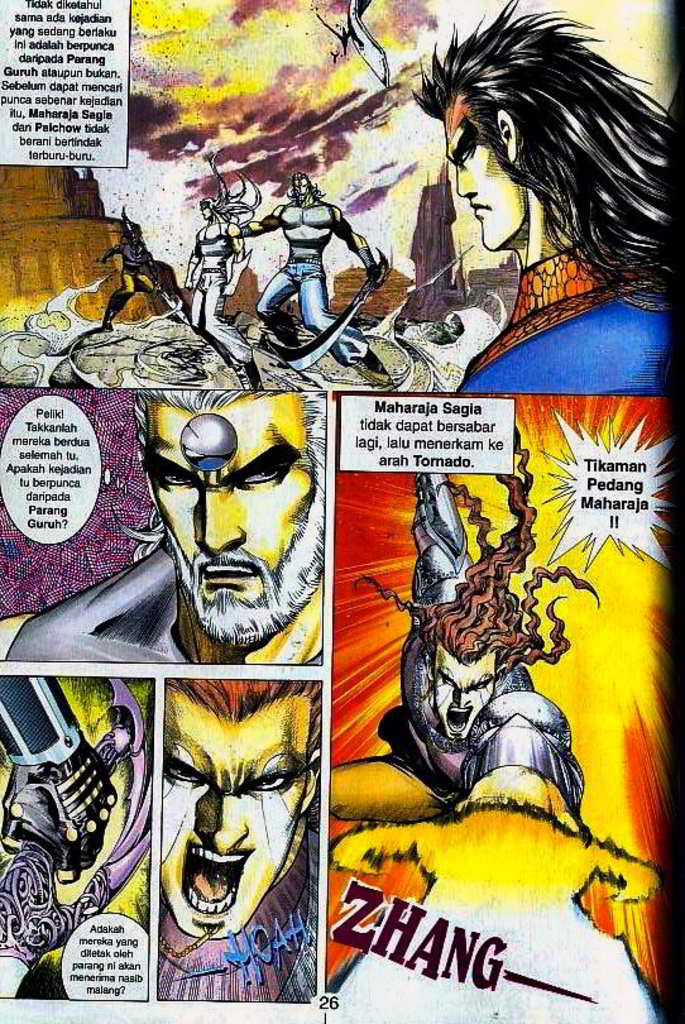 Tidak diketahui
sama ada kejadian
yang sedang berlaku
ini adalah berpunca
daripada Parang
Guruh ataupun bukan.
Sebelum dapat mencari
punca sebenar kejadian
itu, Maharaja Sagia
dan Paichow tidak
berani bertindak
terburu-buru.
Pelik!
Takkanlah
mereka berdua
selemah tu.
Apakah kejadian
tu berpunca
daripada
Parang
Guruh?
Maharaja Sagia
tidak dapat bersabar
lagi, lalu menerkam ke
arah Tornado.
Tikaman
Pedang
Maharaja
!!
Adakah
mereka yang
diletak oleh
parang ni akan
menerima nasib
malang?
ZHANG
26